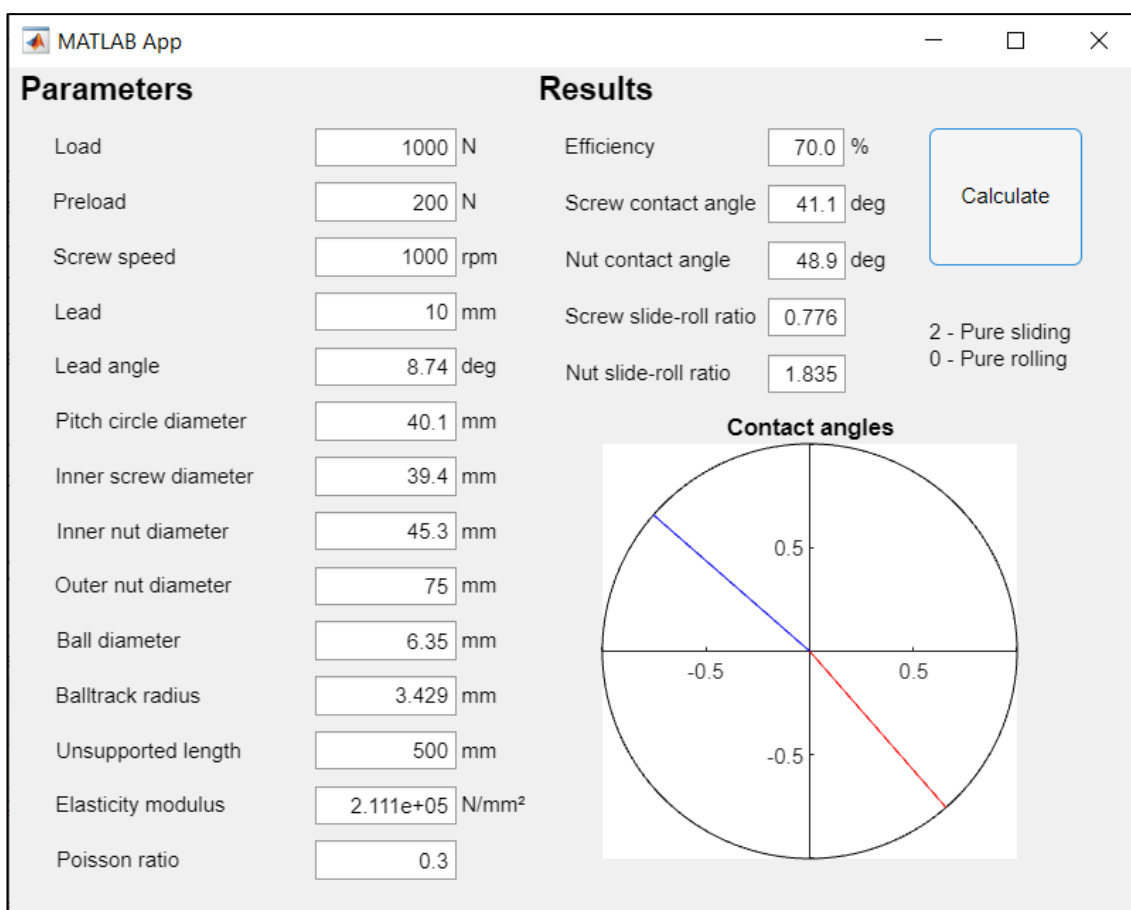 MATLAB App
Parameters
Load 1000 N
Preload 200 N
Screw speed 1000 rpm
Lead 10 mm
Lead angle 8.74 deg
Pitch circle diameter 40.1 mm
Inner screw diameter 39.4 mm
Inner nut diameter 45.3 mm
Outer nut diameter 75 mm
Ball diameter 6.35 mm
Balltrack radius 3.429 mm
Unsupported length 500 mm
Elasticity modulus 2.111e+05 N/mm²
Poisson ratio 0.3
Results
Efficiency 70.0 %
Screw contact angle 41.1 deg
Nut contact angle 48.9 deg
Screw slide-roll ratio 0.776
Nut slide-roll ratio 1.835
Calculate
2 - Pure sliding
0 - Pure rolling
Contact angles
0.5
-0.5 0.5
-0.5